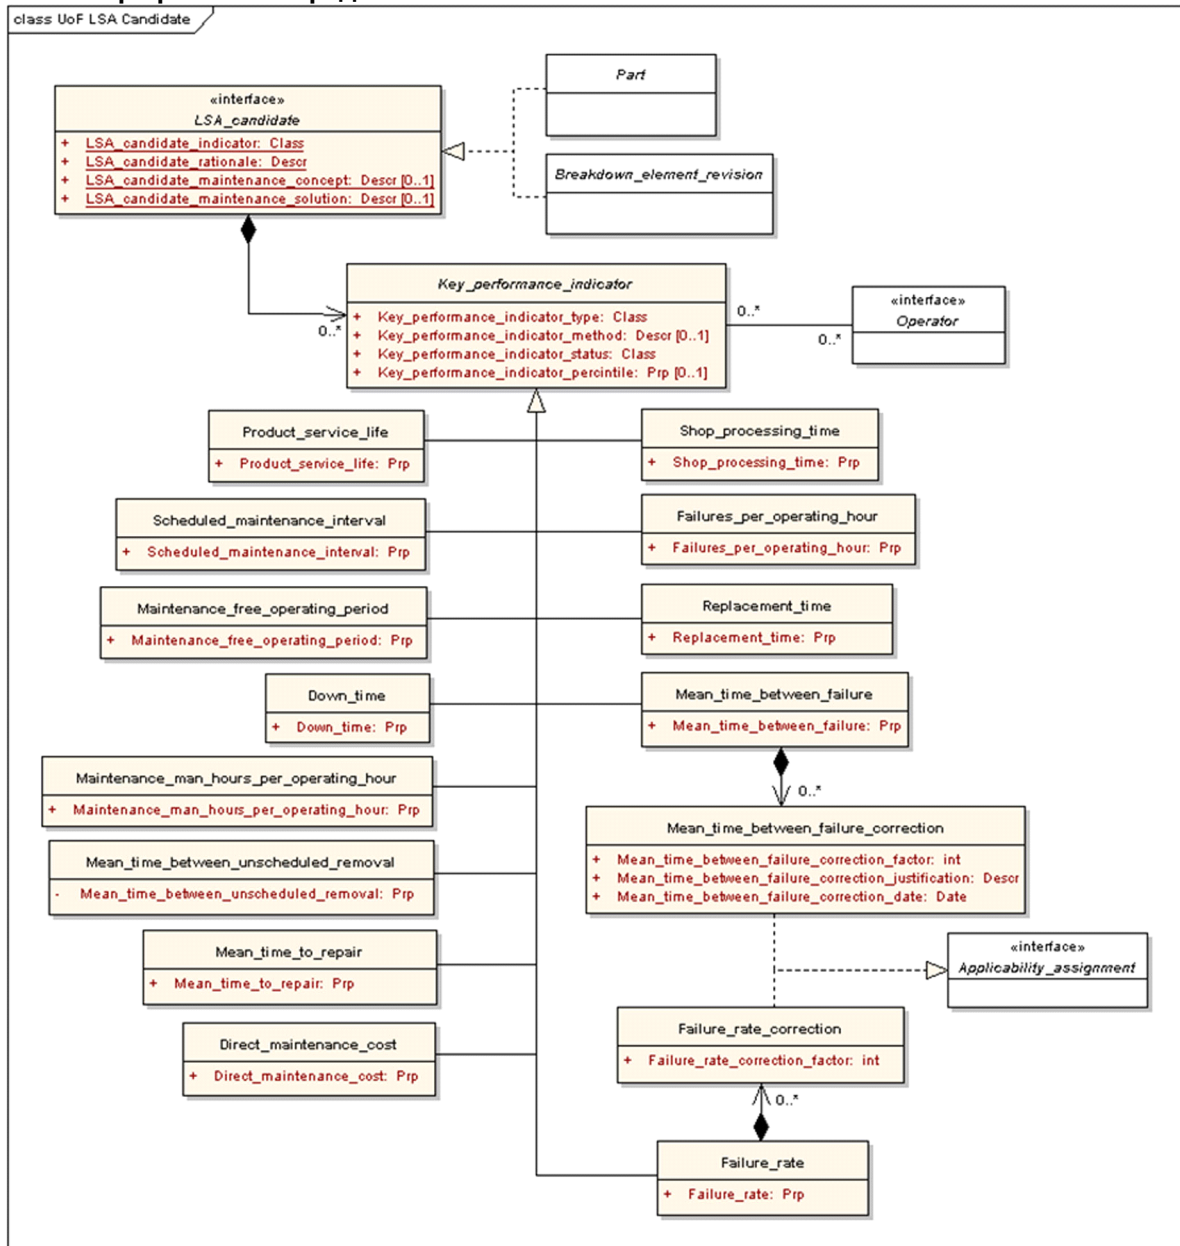 class UoF LSA Candidate
Part
«interface»
LSA_candidate
+ LSA_candidate_indicator: Class
+ LSA_candidate_rationale: Descr
+ LSA_candidate_maintenance_concept: Descr [0..1]
+ LSA_candidate_maintenance_solution: Descr [0..1]
Breakdown_element_revision
Key_performance_indicator
+ Key_performance_indicator_type: Class
+ Key_performance_indicator_method: Descr [0..1]
+ Key_performance_indicator_status: Class
+ Key_performance_indicator_percintile: Prp [0..1]
0..*
0..*
0..*
«interface»
Operator
Product_service_life
+ Product_service_life: Prp
Shop_processing_time
+ Shop_processing_time: Prp
Scheduled_maintenance_interval
+ Scheduled_maintenance_interval: Prp
Failures_per_operating_hour
+ Failures_per_operating_hour: Prp
Maintenance_free_operating_period
+ Maintenance_free_operating_period: Prp
Replacement_time
+ Replacement_time: Prp
Down_time
+ Down_time: Prp
Mean_time_between_failure
+ Mean_time_between_failure: Prp
0..*
Maintenance_man_hours_per_operating_hour
+ Maintenance_man_hours_per_operating_hour: Prp
Mean_time_between_failure_correction
+ Mean_time_between_failure_correction_factor: int
+ Mean_time_between_failure_correction_justification: Descr
+ Mean_time_between_failure_correction_date: Date
Mean_time_between_unscheduled_removal
- Mean_time_between_unscheduled_removal: Prp
Mean_time_to_repair
+ Mean_time_to_repair: Prp
«interface»
Applicability_assignment
Direct_maintenance_cost
+ Direct_maintenance_cost: Prp
Failure_rate_correction
+ Failure_rate_correction_factor: int
0..*
Failure_rate
+ Failure_rate: Prp